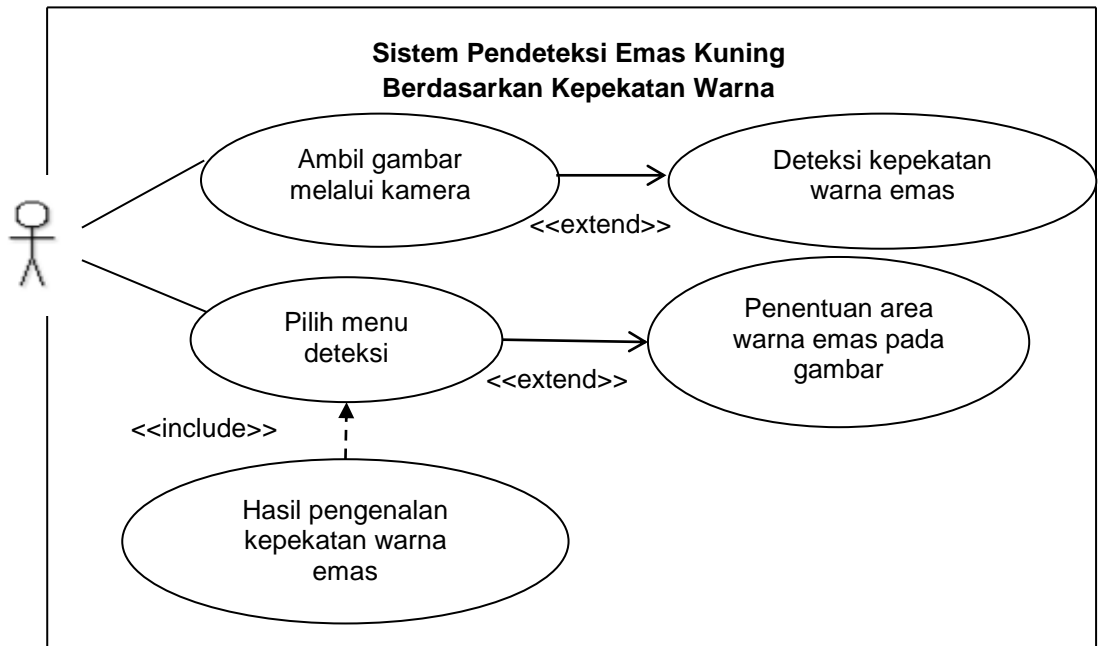 Sistem Pendeteksi Emas Kuning
Berdasarkan Kepekatan Warna
Ambil gambar
melalui kamera
<<extend>>
Deteksi kepekatan
warna emas
Pilih menu
deteksi
<<extend>>
Penentuan area
warna emas pada
gambar
<<include>>
Hasil pengenalan
kepekatan warna
emas